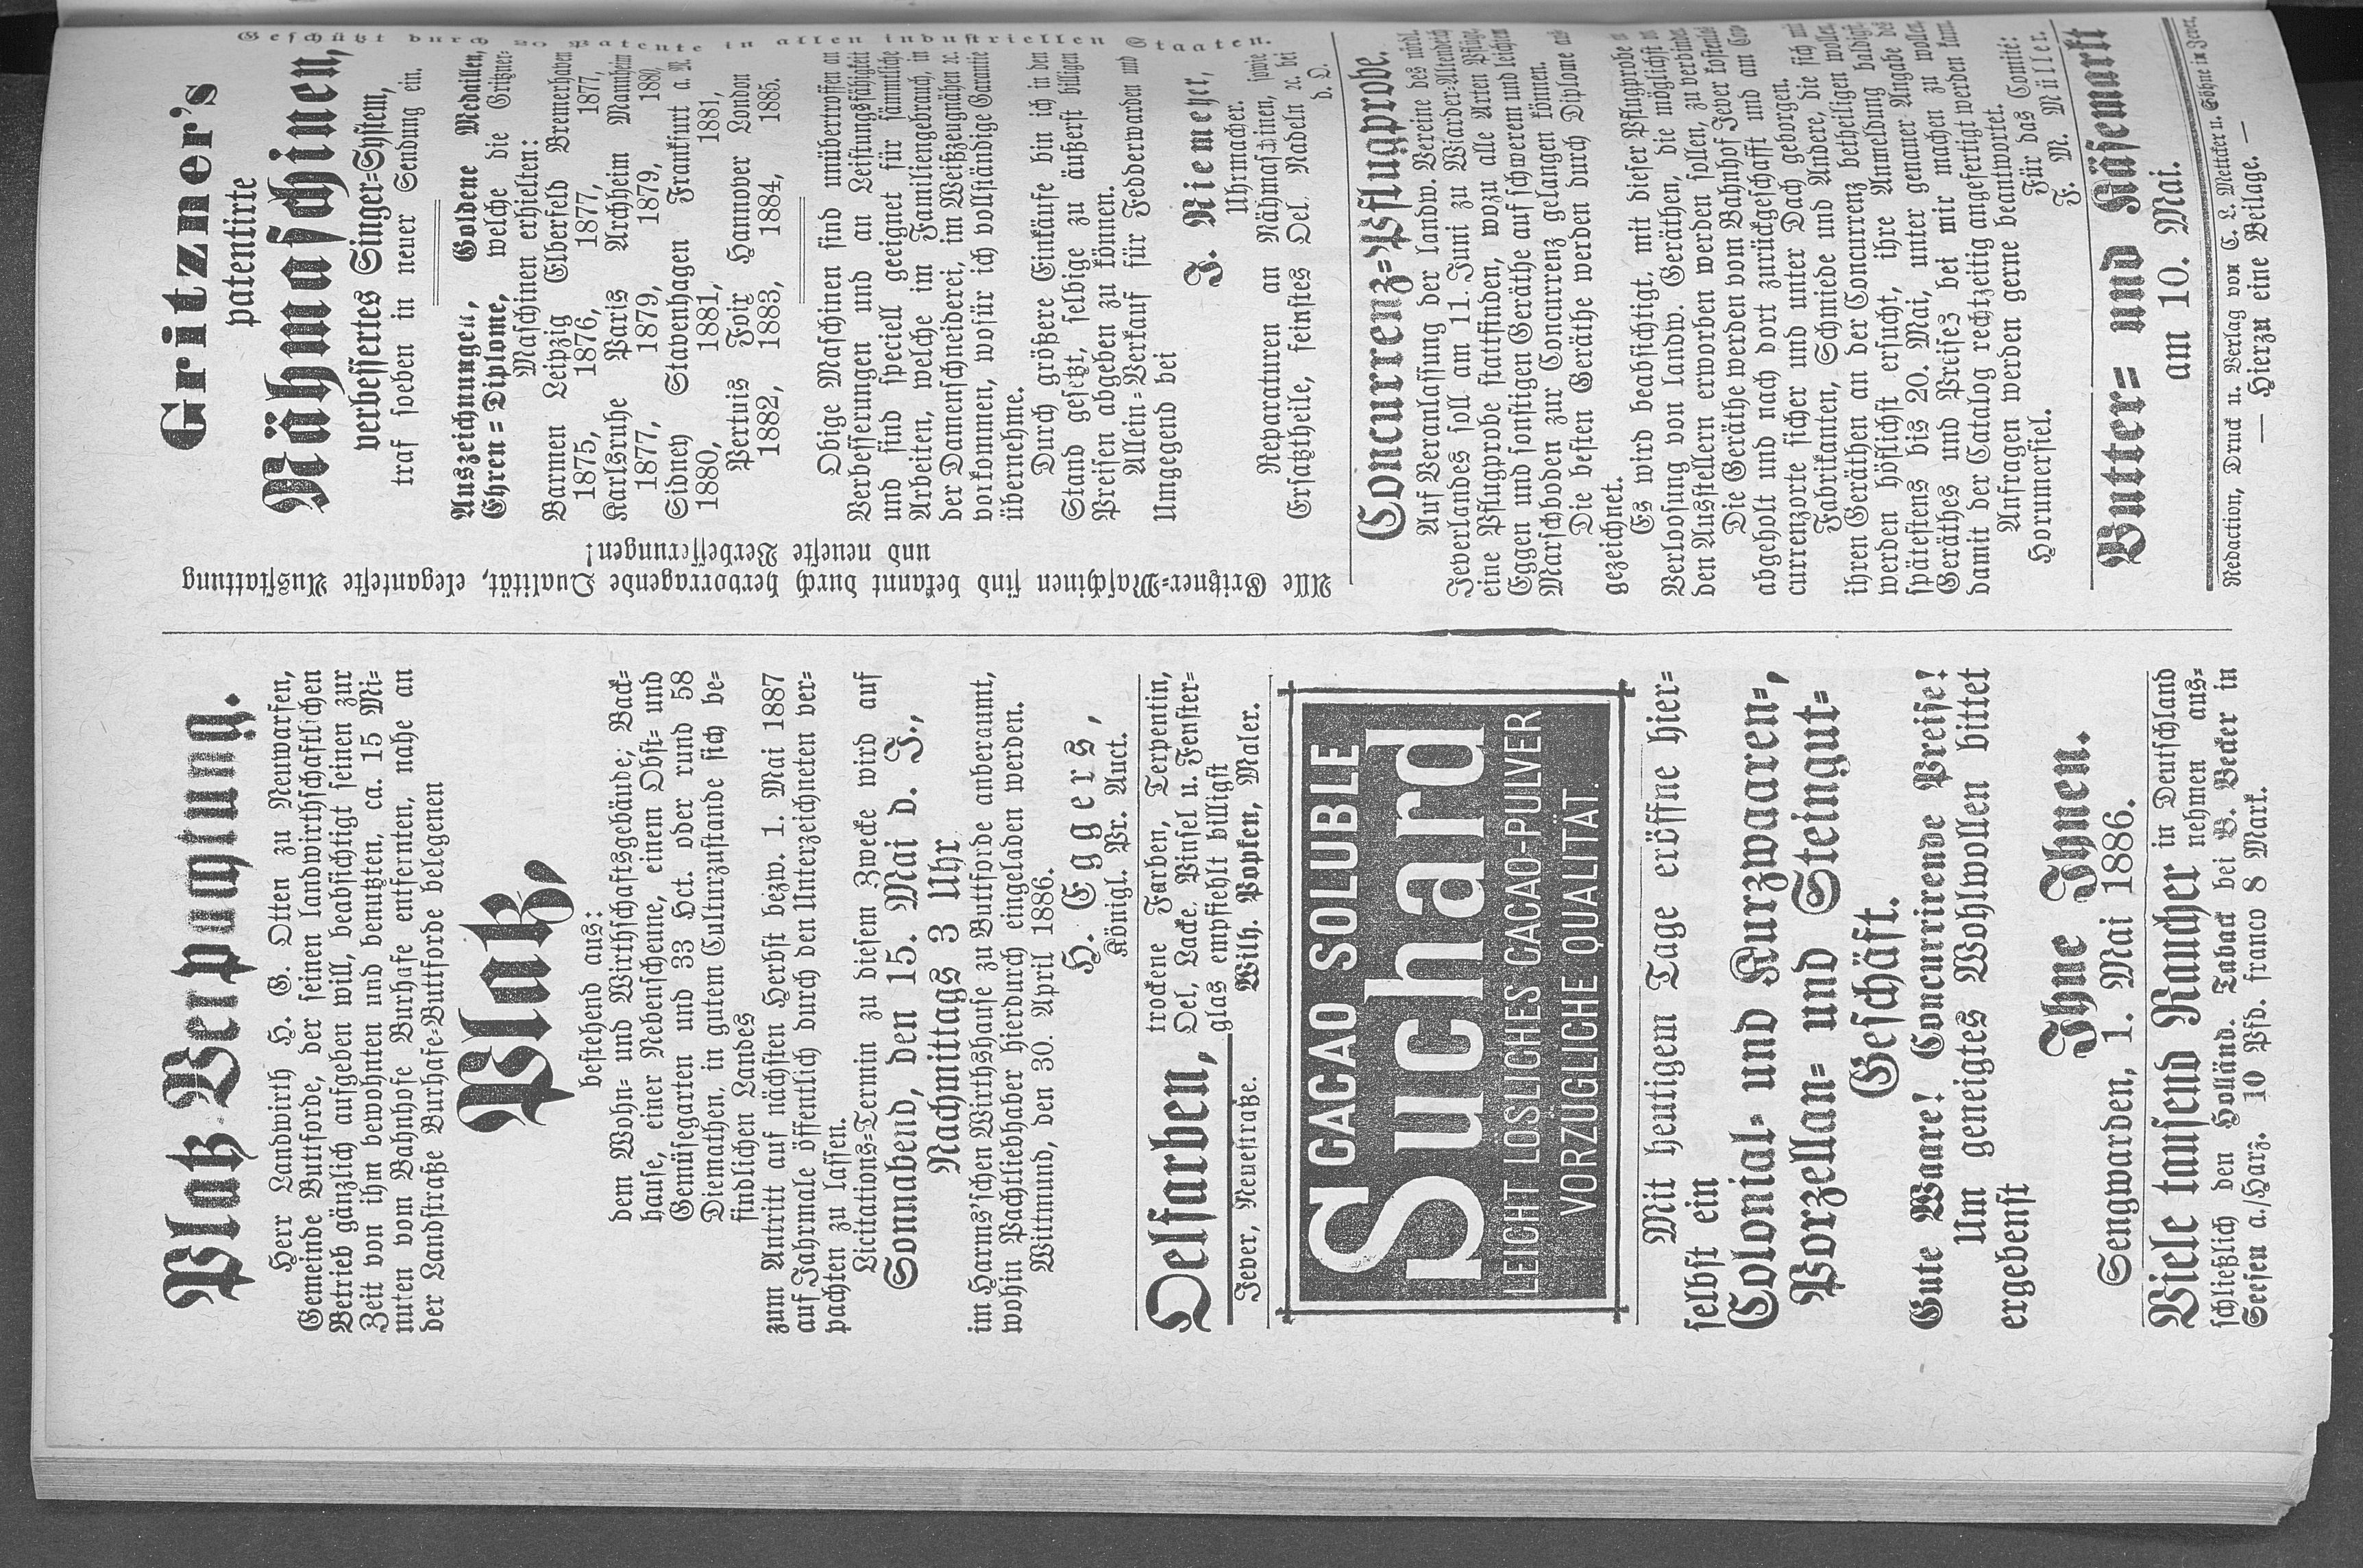 Platz Verpachtung.
Herr Landwirth H. G. Otten zu Neuwarfen,
Gemeinde Buttforde, der seinen landwirthschaftlichen
Betrieb gänzlich aufgeben will, beabsichtigt seinen zur
Zeit von ihm bewohnten und benutzten, ca. 15 Mi-
nuten vom Bahnhofe Burhafe entfernten, nahe an
der Landstraße Burhafe-Buttforde belegenen
Platz,
bestehend aus:
dem Wohn- und Wirthschaftsgebäude, Back-
hause, einer Nebenscheune, einem Obst- und
Gemüsegarten und 33 Hct. oder rund 58
Diemathen, in gutem Culturzustande sich be-
findlichen Landes
zum Antritt auf nächsten Herbst bezw. 1. Mai 1887
auf Jahrmale öffentlich durch den Unterzeichneten ver-
pachten zu lassen.
Licitations-Termin zu diesem Zwecke wird auf
Sonnabend, den 15. Mai d. J.,
Nachmittags 3 Uhr
im Harms'schen Wirthshause zu Buttforde anberaumt,
wohin Pachtliebhaber hierdurch eingeladen werden.
Wittmund, den 30. April 1886.
H. Eggers,
Königl. Pr. Auct.
Oelfarben, trockene Farben, Terpentin,
Oel, Lacke, Pinsel u. Fenster-
glas empfiehlt billigst
Jever, Neuestraße. Wilh. Popken, Maler.
CACAO SOLUBLE
Suchard
LEICHT LÖSLICHES CACAO-PULVER
VORZÜGLICHE QUALITÄT.
Mit heutigem Tage eröffne hier-
selbst ein
Colonial- und Kurzwaaren-,
Porzellan- und Steingut-
Geschäft.
Gute Waare! Concurrirende Preise!
Um geneigtes Wohlwollen bittet
ergebenst
Ihne Ihnen.
Sengwarden, 1. Mai 1886.
Viele tausend Raucher in Deutschland
nehmen aus-
schließlich den Holländ. Taback bei B. Becker in
Seesen a./Harz. 10 Pfd. franco 8 Mark.
Alle Gritzner-Maschinen sind bekannt durch hervorragende Qualität, eleganteste Ausstattung
und neueste Verbesserungen!
Gritzner's
patentirte
Nähmaschinen,
verbessertes Singer-System,
traf soeben in neuer Sendung ein.
Auszeichnungen, Goldene Medaillen,
Ehren-Diplome, welche die Gritzner-
Maschinen erhielten:
Barmen Leipzig Elberfeld Bremerhaven
1875, 1876, 1877, 1877,
Karlsruhe Paris Archheim Mannheim
1877, 1879, 1879, 1880,
Sidney Stavenhagen Frankfurt a. M.
1880, 1881, 1881,
Pertuis Foix Hannover London
1882, 1883, 1884, 1885.
Obige Maschinen sind unübertroffen an
Verbesserungen und an Leistungsfähigkeit
und sind speciell geeignet für sämmtliche
Arbeiten, welche im Familiengebrauch, in
der Damenschneiderei, im Weißzeugnähen ec.
vorkommen, wofür ich vollständige Garantie
übernehme.
Durch größere Einkäufe bin ich in den
Stand gesetzt, selbige zu äußerst billigen
Preisen abgeben zu können.
Allein-Verkauf für Fedderwarden und
Umgegend bei
J. Niemeyer,
Uhrmacher.
Reparaturen an Nähmaschinen, sowie
Ersatztheile, feinstes Oel, Nadeln ec. bei
d. O.
Geschützt durch 20 Patente in allen industriellen Staaten.
Concurrenz-Pflugprobe.
Auf Veranlassung der landw. Vereine des nördl.
Jeverlandes soll am 11. Juni zu Wiarder-Altendeich
eine Pflugprobe stattfinden, wozu alle Arten Pflüge,
Eggen und sonstigen Geräthe auf schwerem und leichtem
Marschboden zur Concurrenz gelangen können.
Die besten Geräthe werden durch Diplome aus
gezeichnet.
Es wird beabsichtigt, mit dieser Pflugprobe
Verloosung von landw. Geräthen, die möglichst
den Ausstellern erworben werden sollen, zu verbinden.
Die Geräthe werden vom Bahnhof Jever kostenlos
abgeholt und nach dort zurückgeschafft und am Con-
currenzorte sicher und unter Dach geborgen.
Fabrikanten, Schmiede und Andere, die sich mit
ihren Geräthen an der Concurrenz betheiligen wollen,
werden höflichst ersucht, ihre Anmeldung baldigst,
spätestens bis 20. Mai, unter genauer Angabe des
Geräthes und Preises bei mir machen zu wollen,
damit der Catalog rechtzeitig angefertigt werden kann.
Anfragen werden gerne beantwortet.
Horumersiel. Für das Comité:
F. M. Müller.
Butter- und Käsemarkt
am 10. Mai.
Redaction, Druck u. Verlag von C. L. Mettcker u. Söhne in Jever,
— Hierzu eine Beilage. —